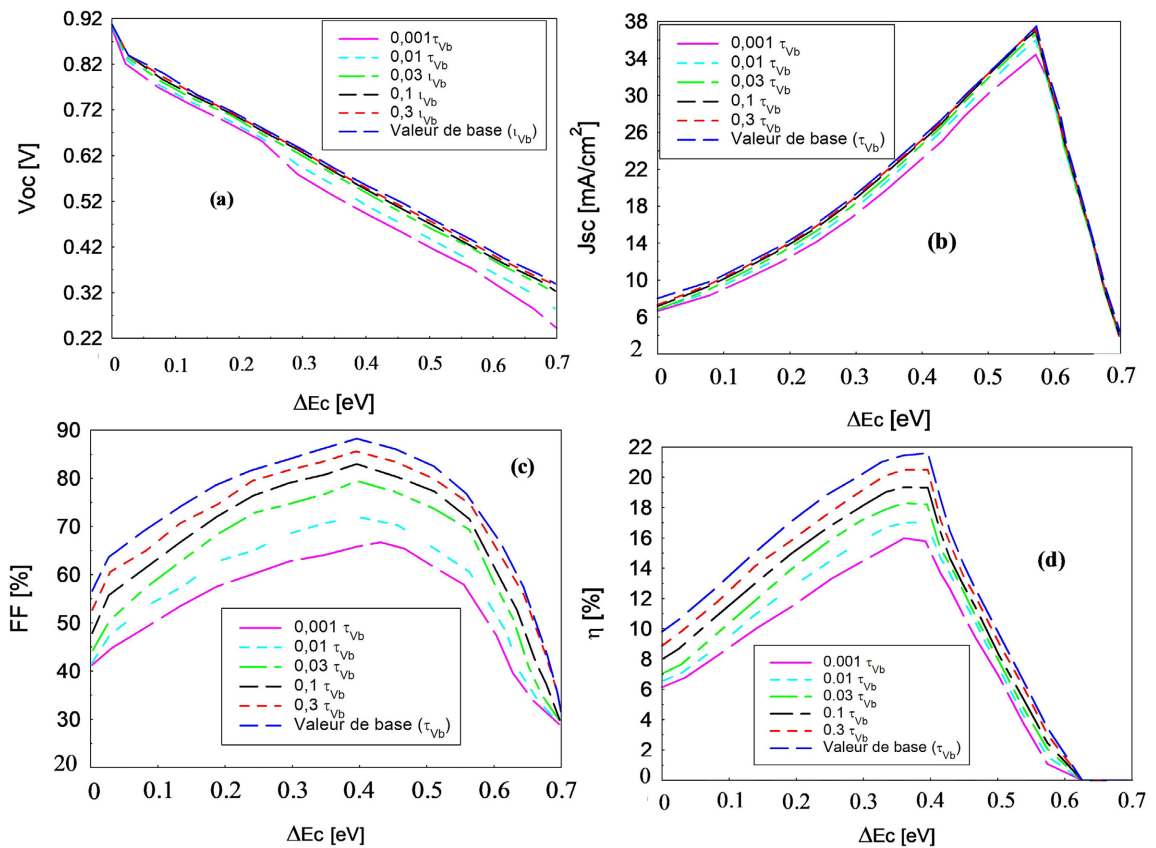 0.92
0.82
0.72
0.62
0.52
0.42
0.32
0.22
Voc [V]
0,001τVb
0,01 τVb
0,03 ιVb
0,1 ιVb
0,3 ιVb
Valeur de base (ιVb)
(a)
0 0.1 0.2 0.3 0.4 0.5 0.6 0.7
ΔEc [eV]
38
34
30
26
22
18
14
10
6
2
Jsc [mA/cm²]
0,001 τVb
0,01 τVb
0,03 τVb
0,1 τVb
0,3 τVb
Valeur de base (τVb)
(b)
0 0.1 0.2 0.3 0.4 0.5 0.6 0.7
ΔEc [eV]
90
80
70
60
50
40
30
20
FF [%]
(c)
0,001 τVb
0,01 τVb
0,03 τVb
0,1 τVb
0,3 τVb
Valeur de base (τVb)
0 0.1 0.2 0.3 0.4 0.5 0.6 0.7
ΔEc [eV]
22
20
18
16
14
12
10
8
6
4
2
0
η [%]
(d)
0.001 τVb
0.01 τVb
0.03 τVb
0.1 τVb
0.3 τVb
Valeur de base (τVb)
0 0.1 0.2 0.3 0.4 0.5 0.6 0.7
ΔEc [eV]